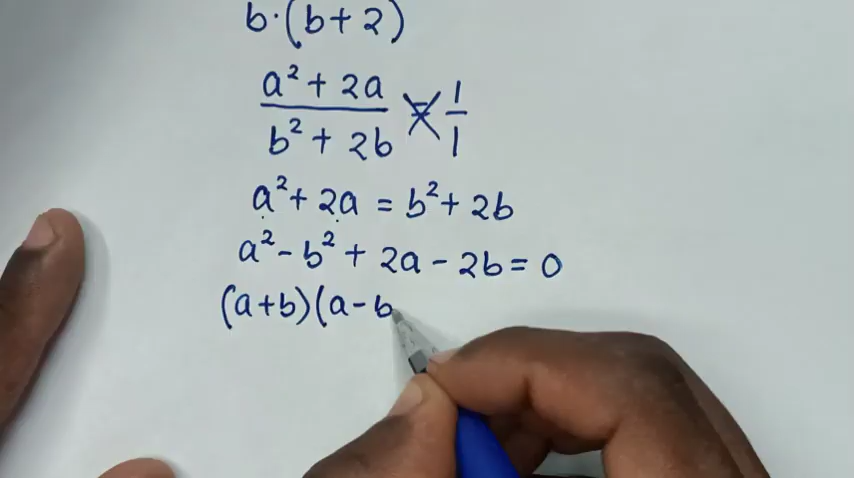 b·(b+2)
a² + 2a / b² + 2b = 1/1
a² + 2a = b² + 2b
a² - b² + 2a - 2b = 0
(a+b)(a-b